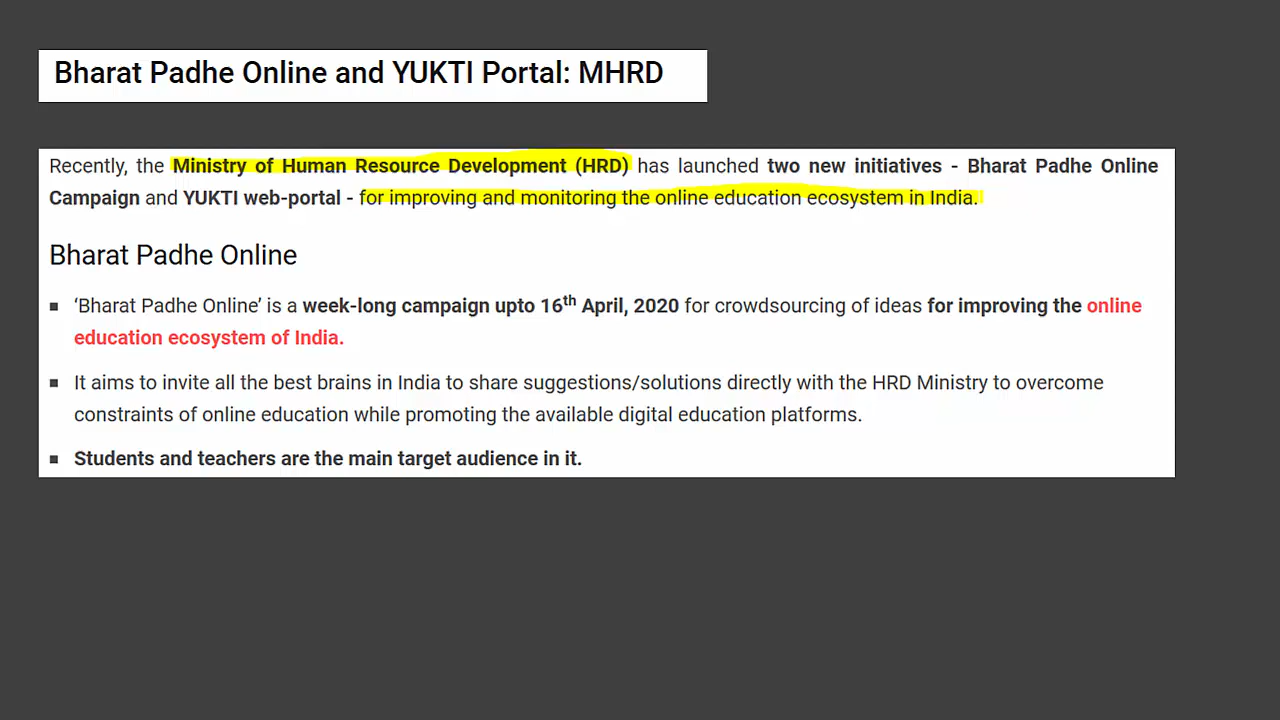 Bharat Padhe Online and YUKTI Portal: MHRD
Recently, the Ministry of Human Resource Development (HRD) has launched two new initiatives - Bharat Padhe Online
Campaign and YUKTI web-portal - for improving and monitoring the online education ecosystem in India.
Bharat Padhe Online
▪ ‘Bharat Padhe Online’ is a week-long campaign upto 16th April, 2020 for crowdsourcing of ideas for improving the online
education ecosystem of India.
▪ It aims to invite all the best brains in India to share suggestions/solutions directly with the HRD Ministry to overcome
constraints of online education while promoting the available digital education platforms.
▪ Students and teachers are the main target audience in it.